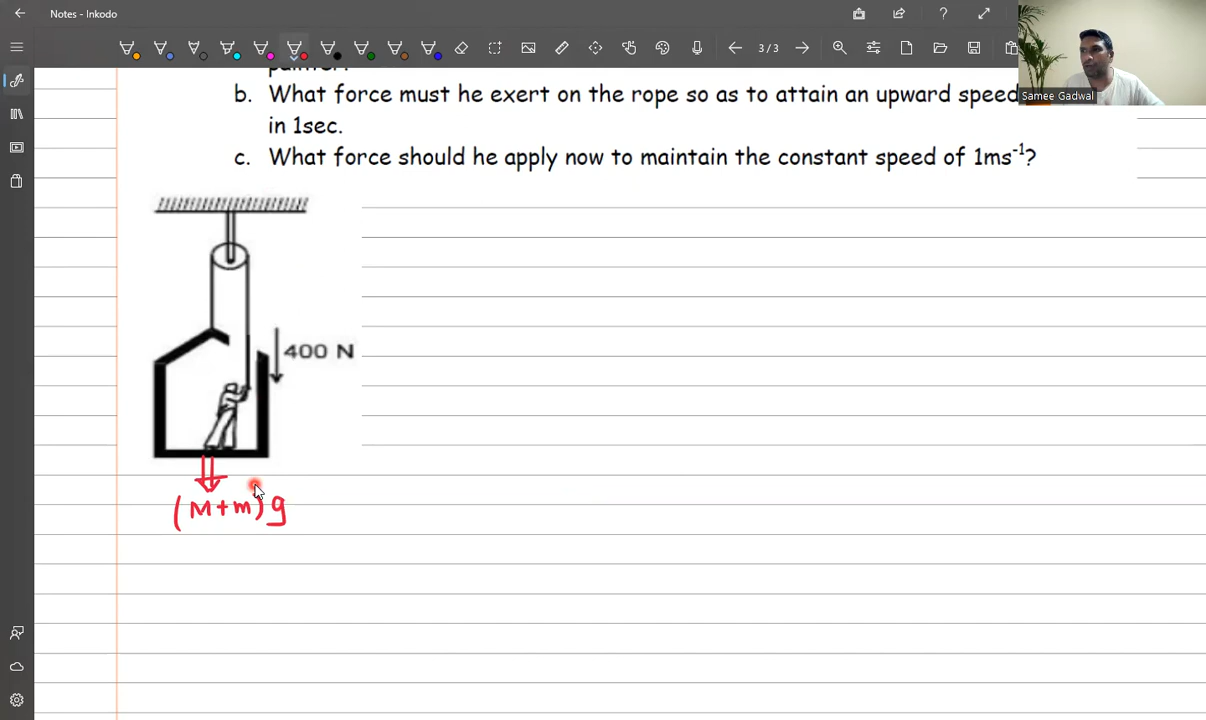 Notes - Inkodo
3 / 3
Samee Gadwal
painter?
b. What force must he exert on the rope so as to attain an upward speed
in 1sec.
c. What force should he apply now to maintain the constant speed of 1ms⁻¹?
400 N
(M+m)g